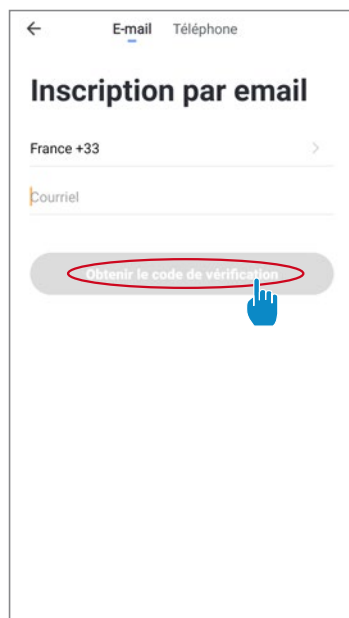 E-mail Téléphone
Inscription par email
France +33
Courriel
Obtenir le code de vérification